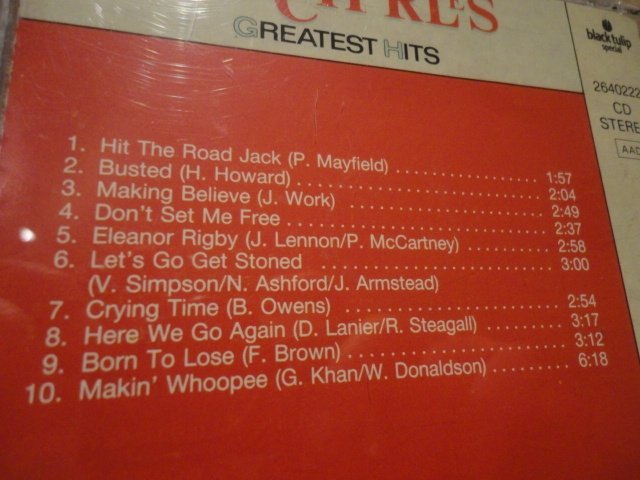 GREATEST HITS
black tulip
special
2640222
CD
STEREO
AAD
1. Hit The Road Jack (P. Mayfield) 1:57
2. Busted (H. Howard) 2:04
3. Making Believe (J. Work) 2:49
4. Don't Set Me Free 2:37
5. Eleanor Rigby (J. Lennon/P. McCartney) 2:58
6. Let's Go Get Stoned 3:00
(V. Simpson/N. Ashford/J. Armstead)
7. Crying Time (B. Owens) 2:54
8. Here We Go Again (D. Lanier/R. Steagall) 3:17
9. Born To Lose (F. Brown) 3:12
10. Makin' Whoopee (G. Khan/W. Donaldson) 6:18